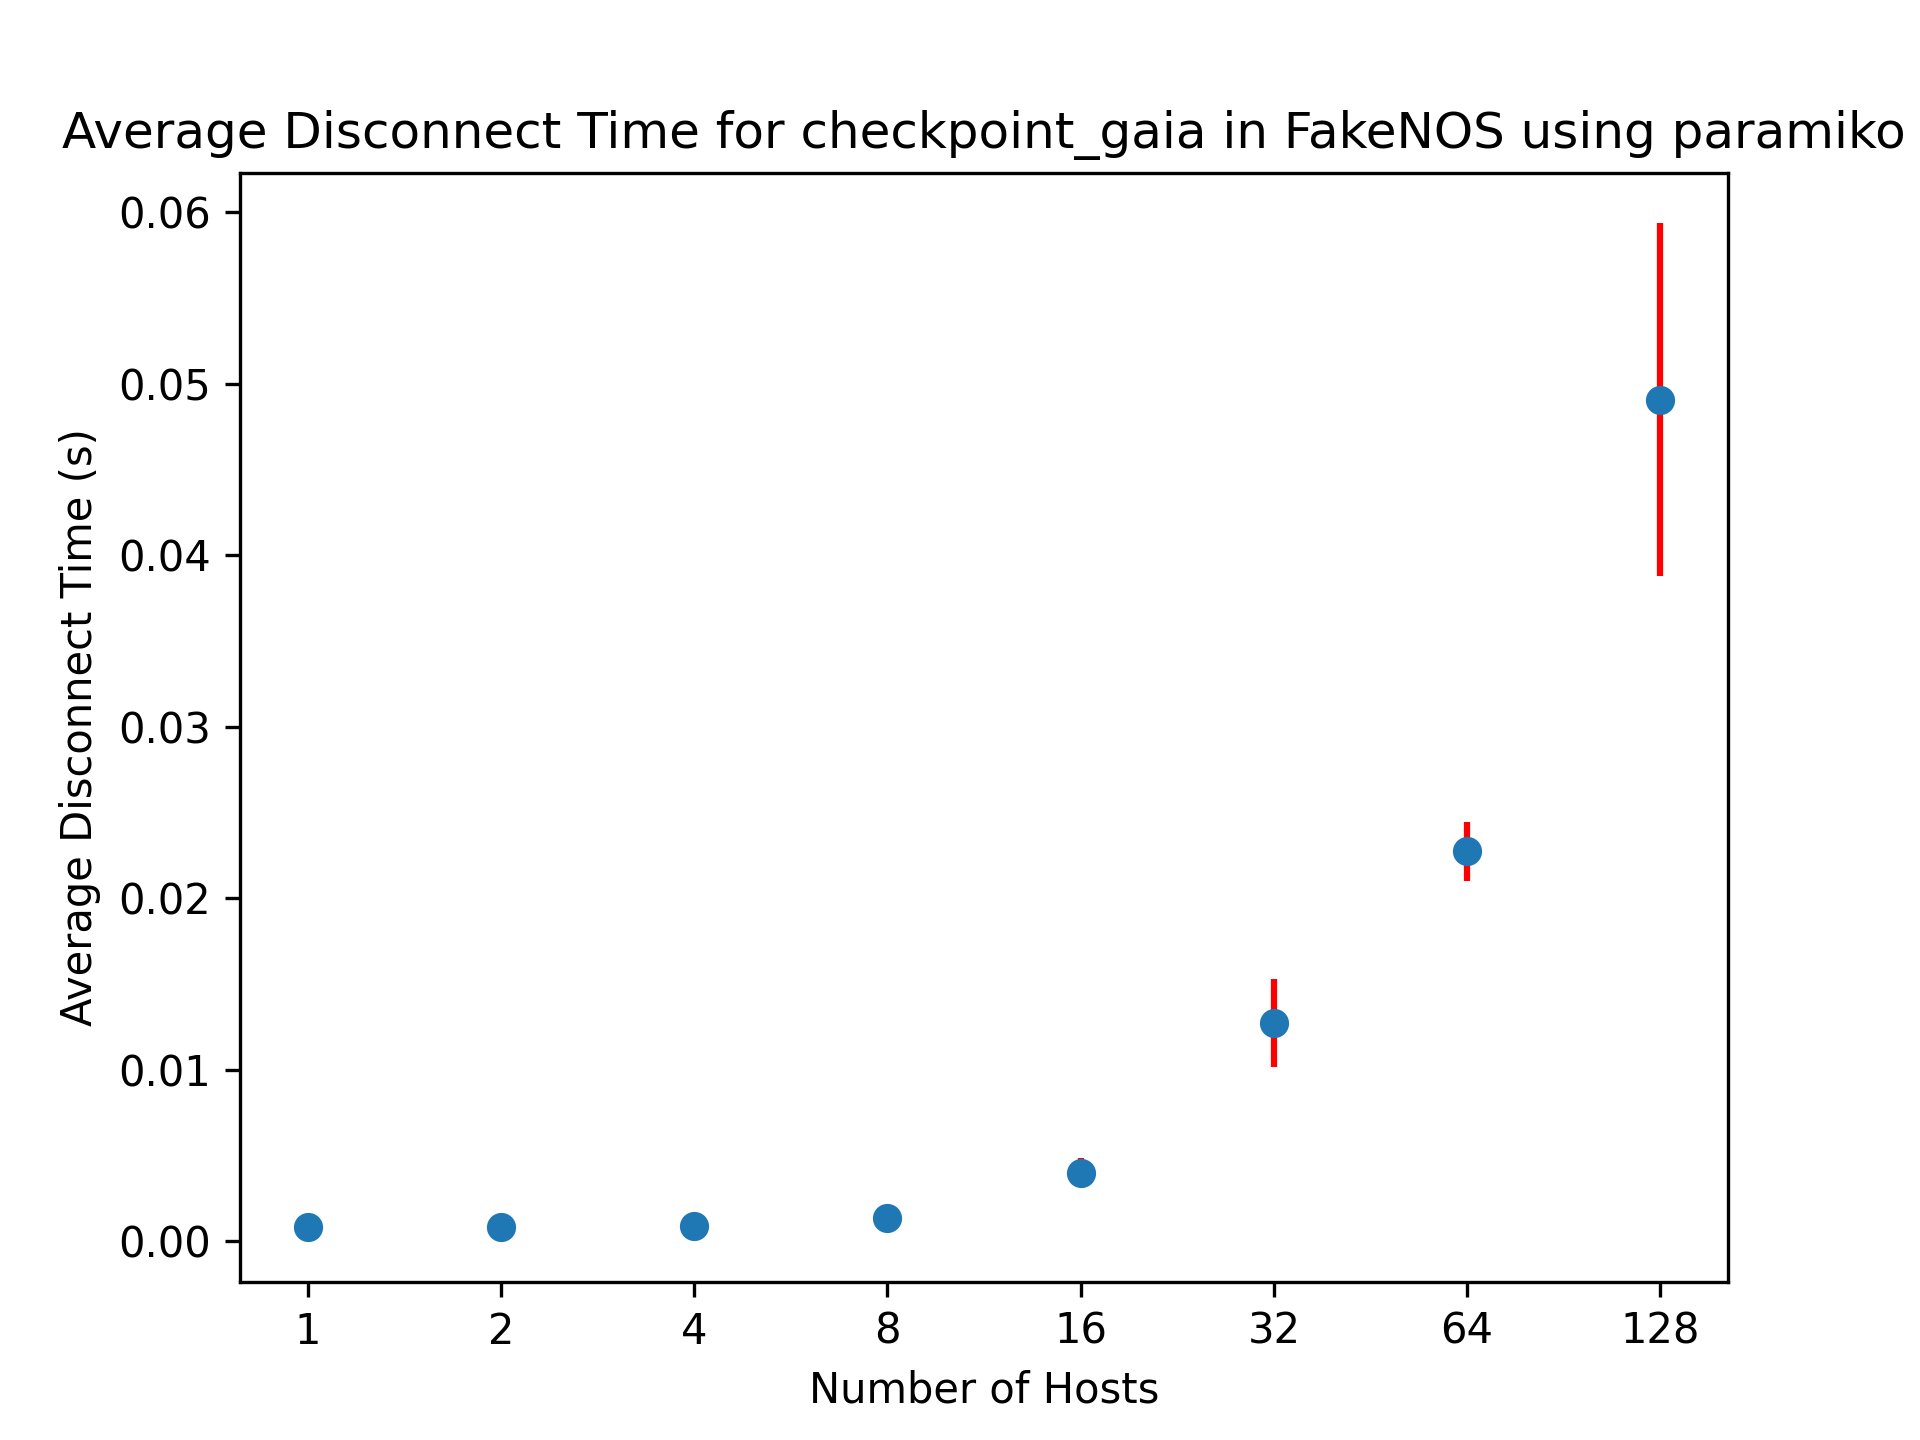 Average Disconnect Time for checkpoint_gaia in FakeNOS using paramiko
Average Disconnect Time (s)
0.06
0.05
0.04
0.03
0.02
0.01
0.00
1 2 4 8 16 32 64 128
Number of Hosts